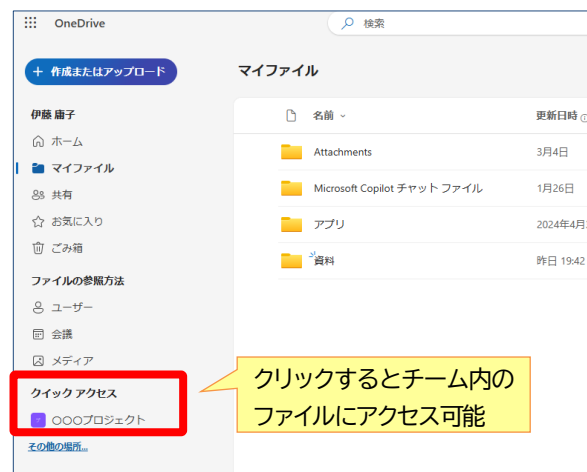 OneDrive
検索
+ 作成またはアップロード
マイファイル
伊藤 庸子
ホーム
マイファイル
共有
お気に入り
ごみ箱
ファイルの参照方法
ユーザー
会議
メディア
クイック アクセス
〇〇〇プロジェクト
その他の場所...
名前
更新日時
Attachments
3月4日
Microsoft Copilot チャット ファイル
1月26日
アプリ
2024年4月
資料
昨日 19:42
クリックするとチーム内の
ファイルにアクセス可能